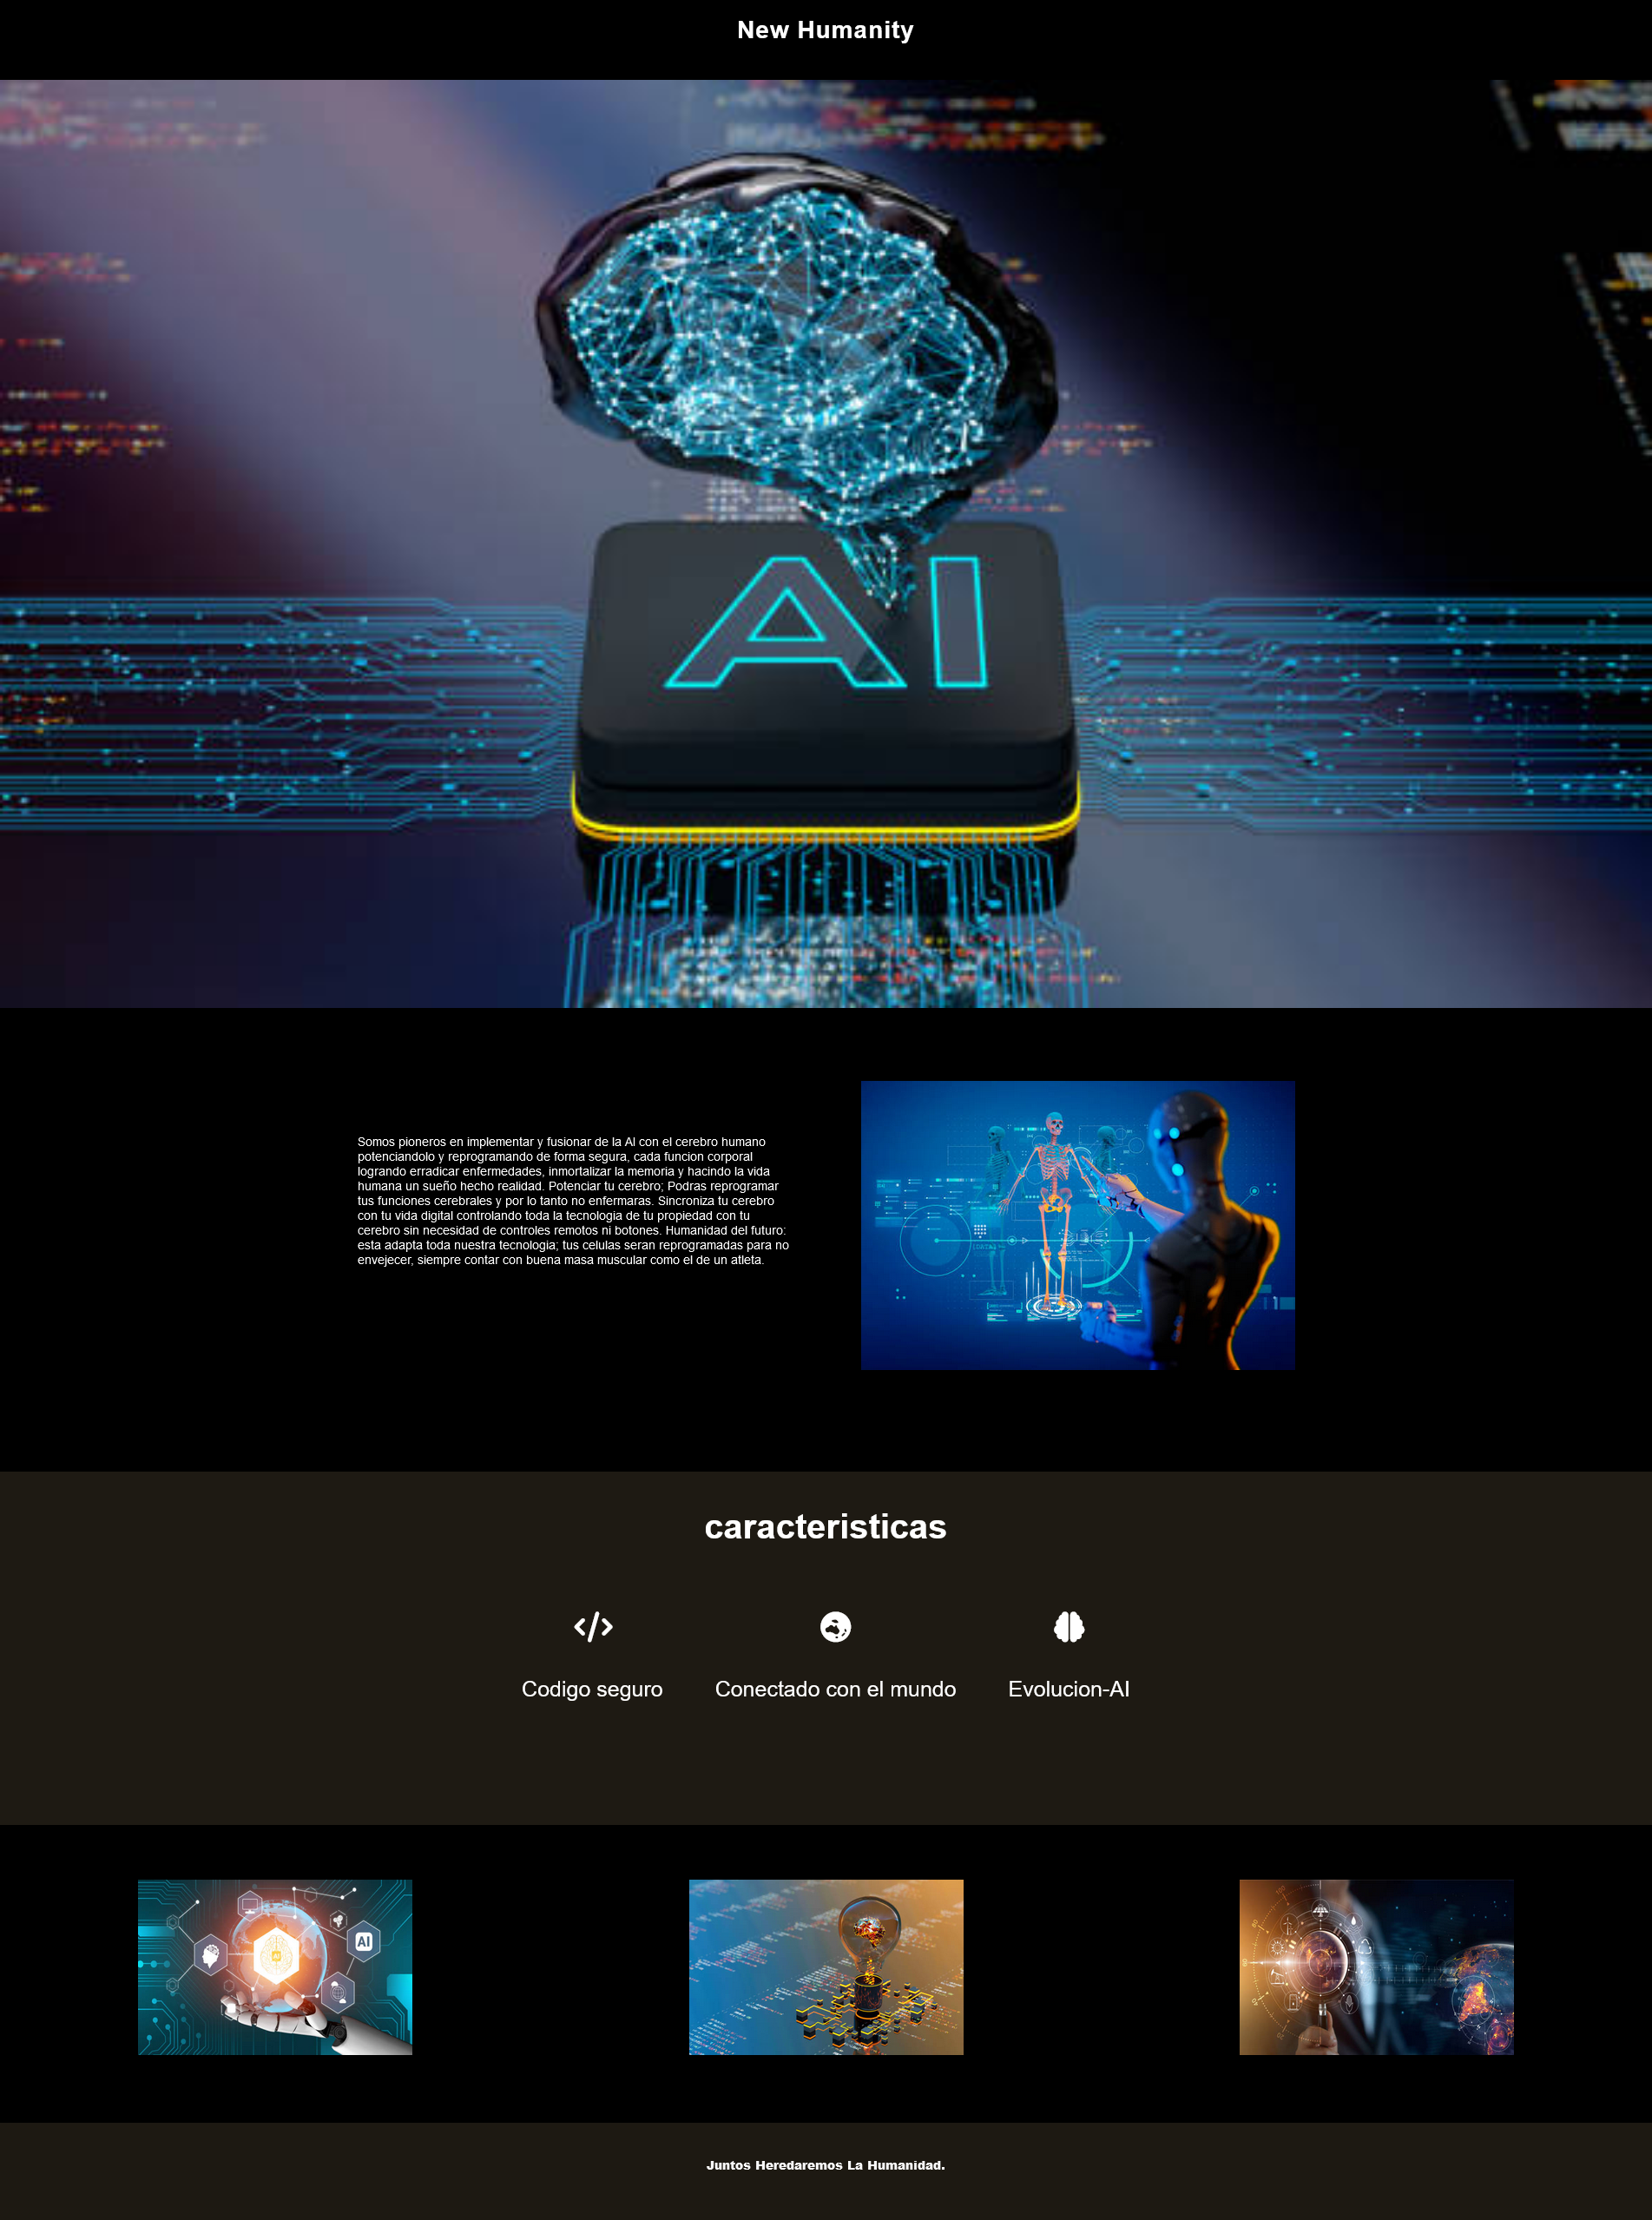 New Humanity
AI
Somos pioneros en implementar y fusionar de la AI con el cerebro humano
potenciandolo y reprogramando de forma segura, cada funcion corporal
logrando erradicar enfermedades, inmortalizar la memoria y hacindo la vida
humana un sueño hecho realidad. Potenciar tu cerebro; Podras reprogramar
tus funciones cerebrales y por lo tanto no enfermaras. Sincroniza tu cerebro
con tu vida digital controlando toda la tecnologia de tu propiedad con tu
cerebro sin necesidad de controles remotos ni botones. Humanidad del futuro:
esta adapta toda nuestra tecnologia; tus celulas seran reprogramadas para no
envejecer, siempre contar con buena masa muscular como el de un atleta.
caracteristicas
Codigo seguro
Conectado con el mundo
Evolucion-AI
AI
Juntos Heredaremos La Humanidad.